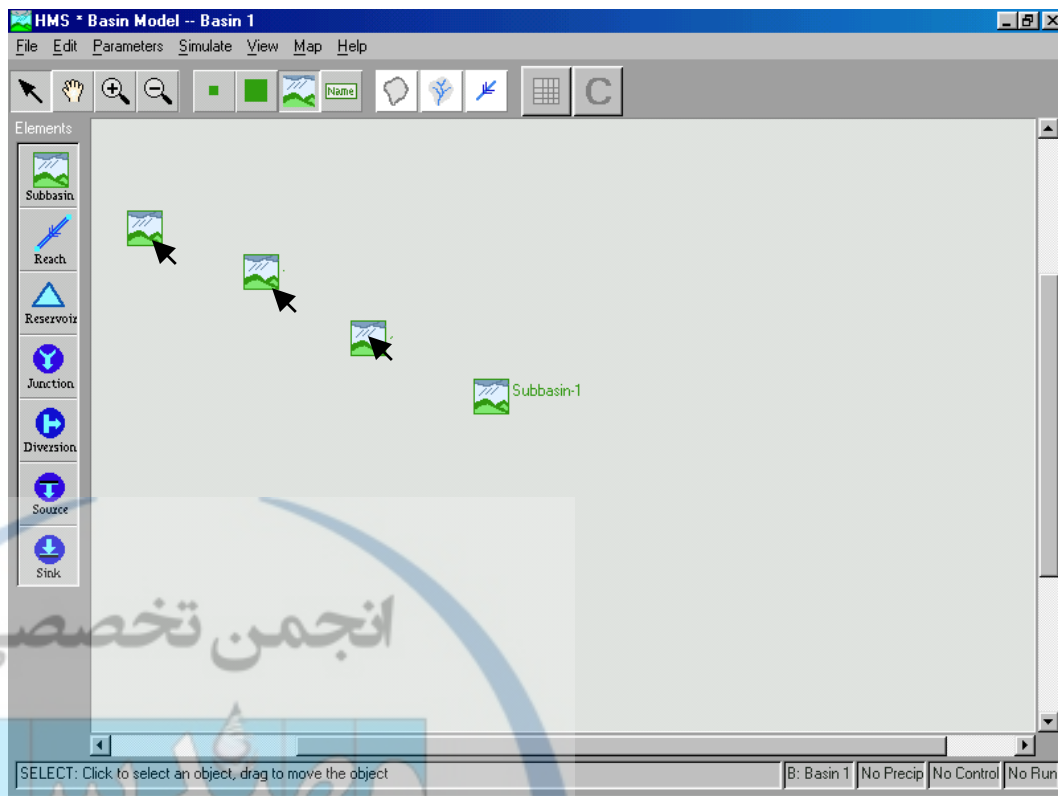 HMS * Basin Model -- Basin 1
File Edit Parameters Simulate View Map Help
Name
C
Elements
Subbasin
Reach
Reservoir
Junction
Diversion
Source
Sink
Subbasin-1
انجمن
SELECT: Click to select an object, drag to move the object
B: Basin 1 No Precip No Control No Run